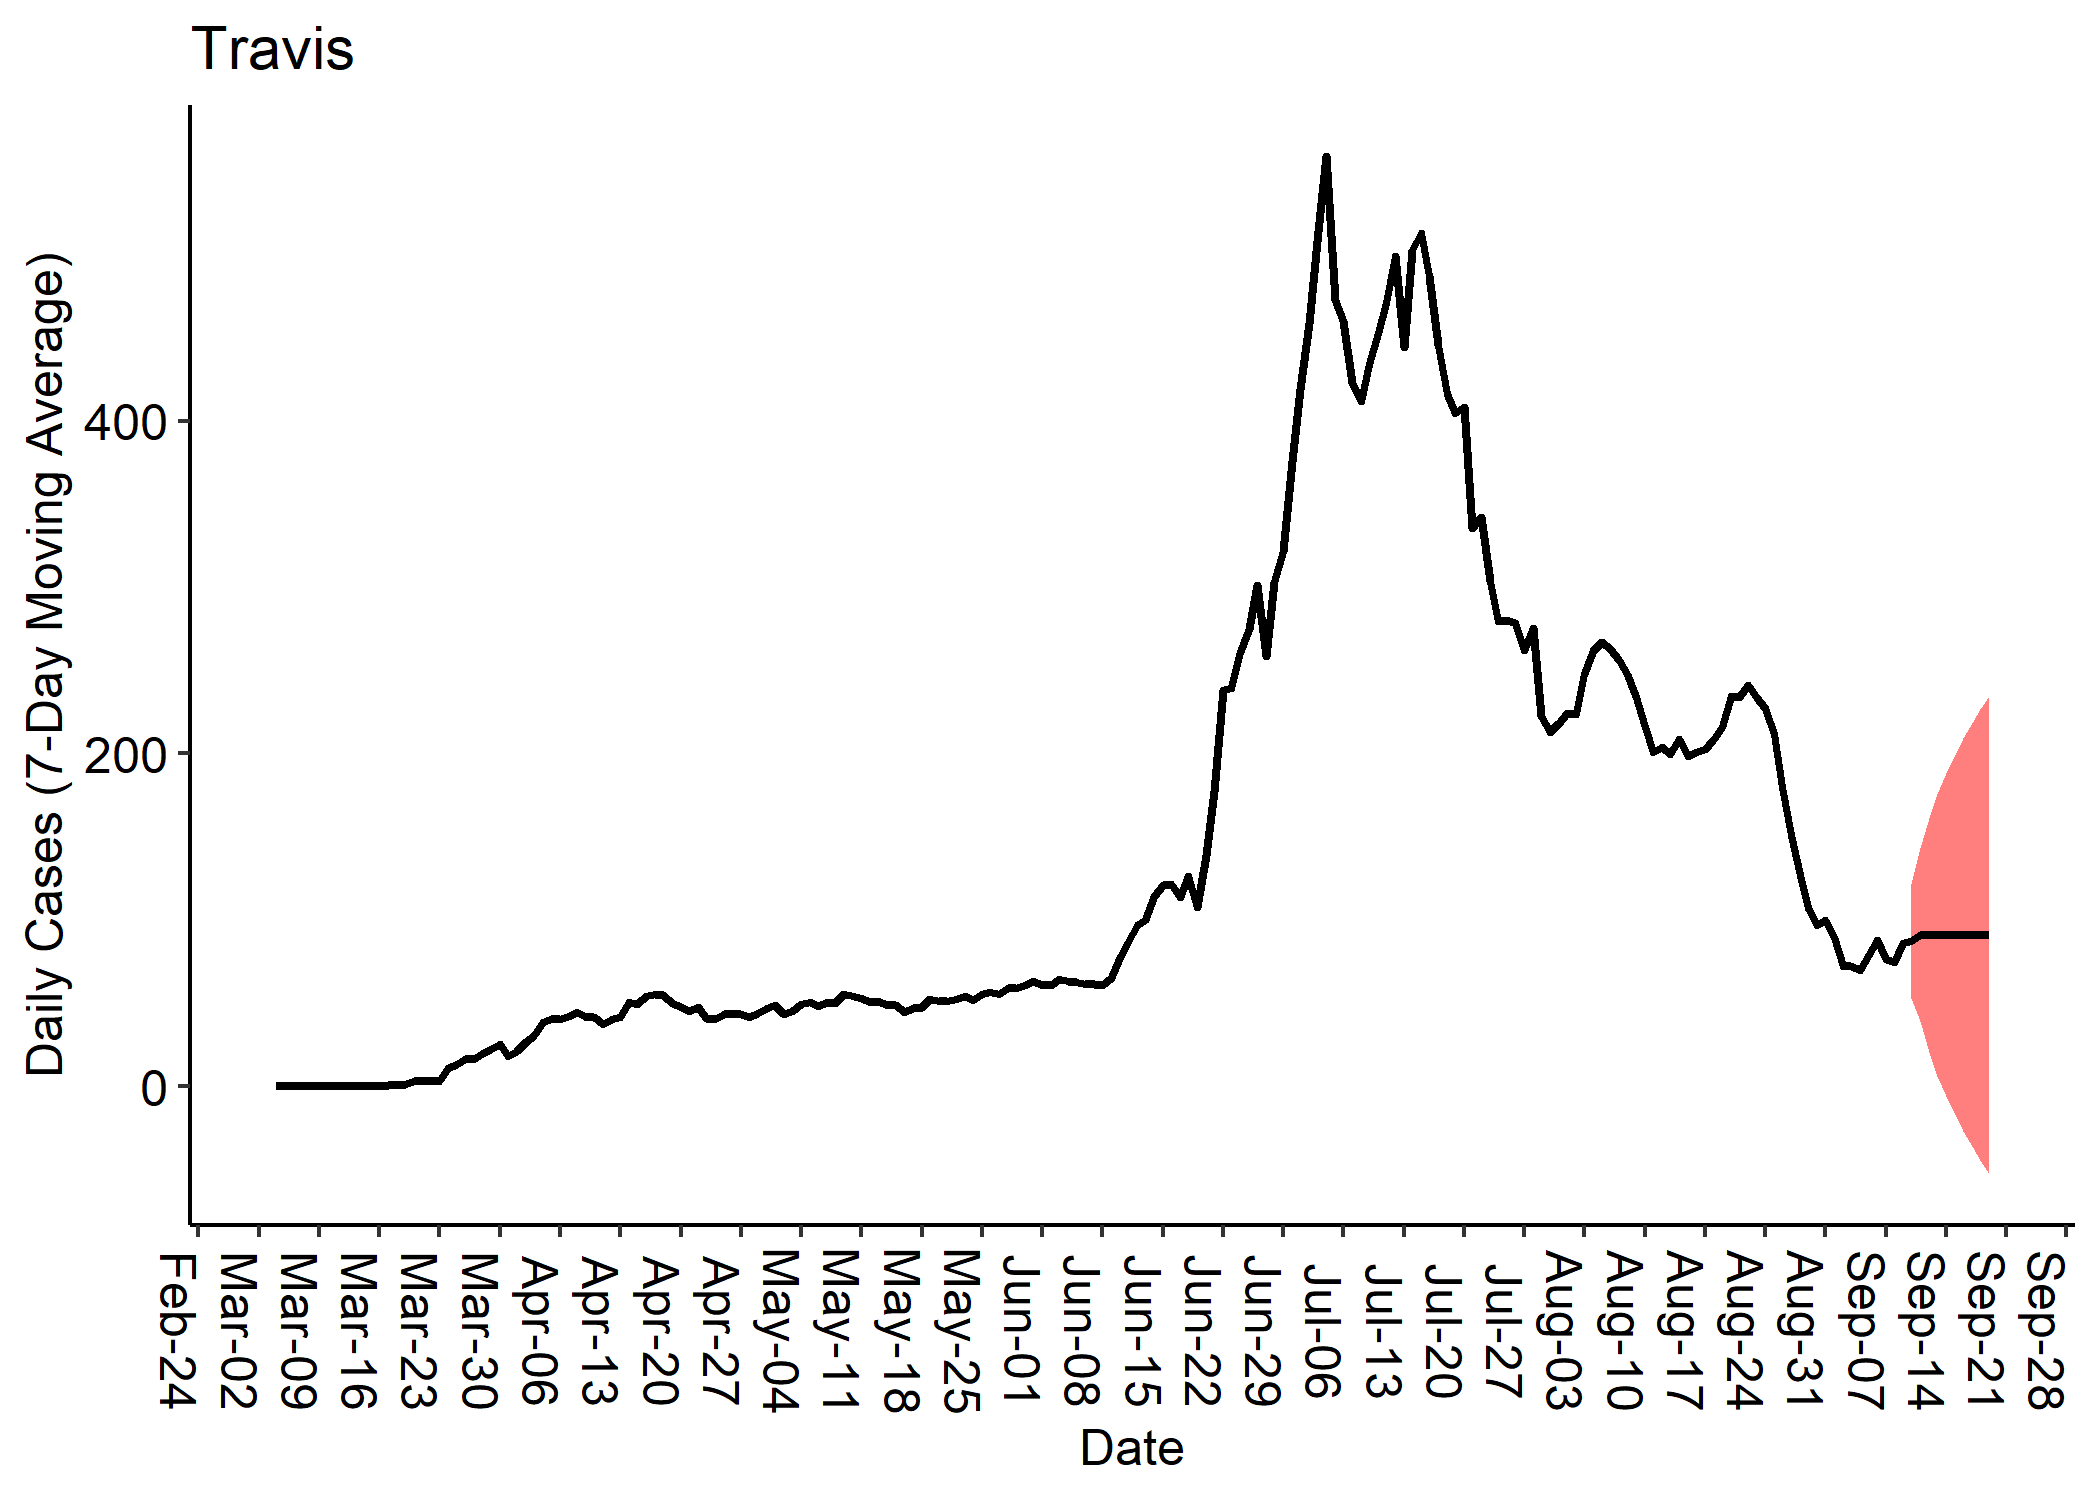 Travis
Daily Cases (7-Day Moving Average)
400
200
0
Feb-24
Mar-02
Mar-09
Mar-16
Mar-23
Mar-30
Apr-06
Apr-13
Apr-20
Apr-27
May-04
May-11
May-18
May-25
Jun-01
Jun-08
Jun-15
Jun-22
Jun-29
Jul-06
Jul-13
Jul-20
Jul-27
Aug-03
Aug-10
Aug-17
Aug-24
Aug-31
Sep-07
Sep-14
Sep-21
Sep-28
Date